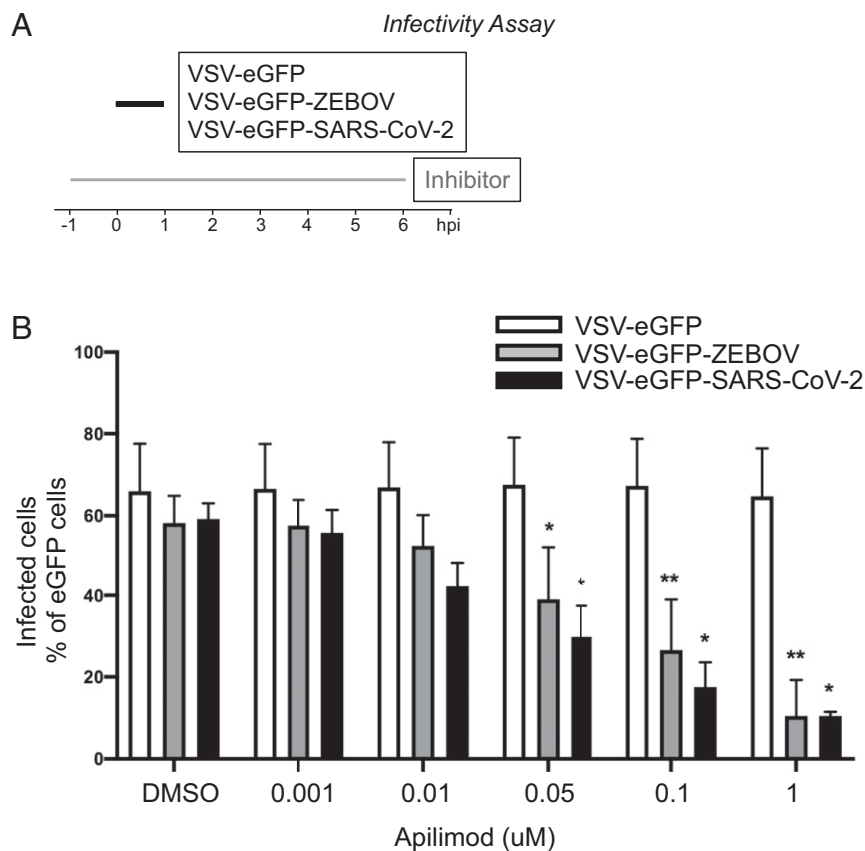 A
Infectivity Assay
VSV-eGFP
VSV-eGFP-ZEBOV
VSV-eGFP-SARS-CoV-2
Inhibitor
-1 0 1 2 3 4 5 6 hpi
B
VSV-eGFP
VSV-eGFP-ZEBOV
VSV-eGFP-SARS-CoV-2
Infected cells
% of eGFP cells
100
80
60
40
20
0
* *
** *
** *
DMSO 0.001 0.01 0.05 0.1 1
Apilimod (uM)